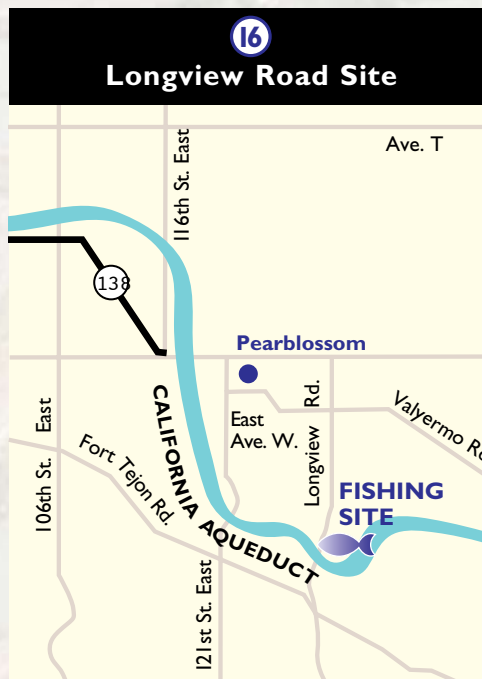 16
Longview Road Site
Ave. T
116th St. East
138
Pearblossom
East
Ave. W.
Longview Rd.
Valyermo Rd
106th St. East
Fort Tejon Rd.
CALIFORNIA AQUEDUCT
FISHING
SITE
121st St. East